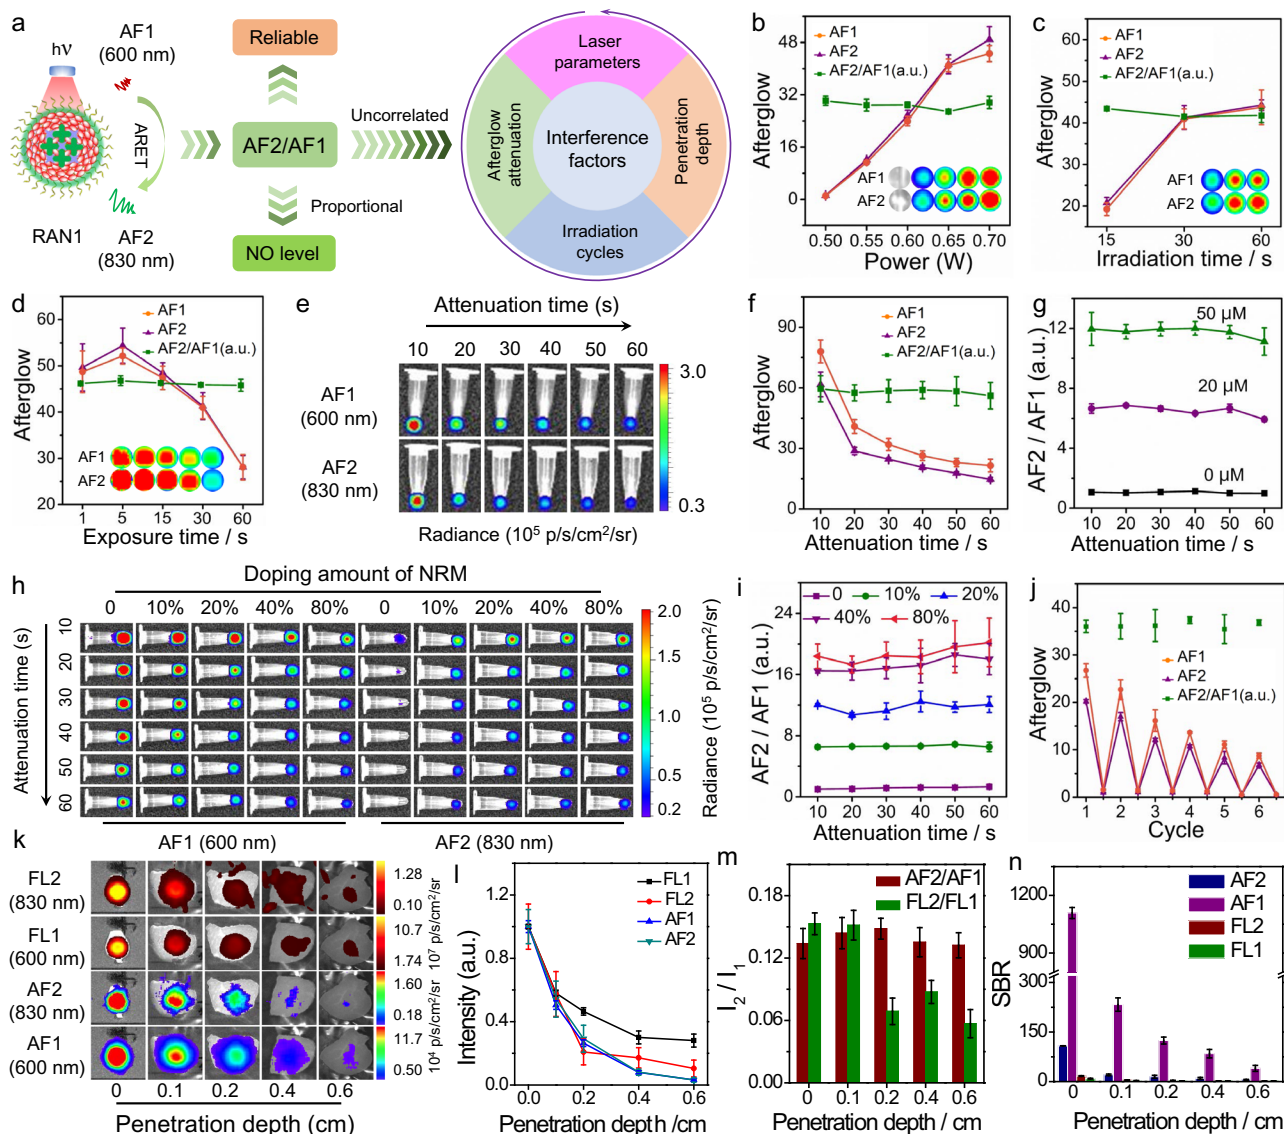 a
hν
AF1
(600 nm)
ARET
RAN1
AF2
(830 nm)
Reliable
AF2/AF1
Proportional
NO level
Uncorrelated
Laser
parameters
Afterglow
attenuation
Interference
factors
Penetration
depth
Irradiation
cycles
b
Afterglow
48
32
16
0
AF1
AF2
AF2/AF1(a.u.)
AF1
AF2
0.50 0.55 0.60 0.65 0.70
Power (W)
c
Afterglow
60
50
40
30
20
AF1
AF2
AF2/AF1(a.u.)
AF1
AF2
15 30 60
Irradiation time / s
d
Afterglow
60
50
40
30
20
AF1
AF2
AF2/AF1(a.u.)
AF1
AF2
1 5 15 30 60
Exposure time / s
e
Attenuation time (s)
10 20 30 40 50 60
AF1
(600 nm)
AF2
(830 nm)
3.0
0.3
Radiance (10⁵ p/s/cm²/sr)
f
Afterglow
90
60
30
0
AF1
AF2
AF2/AF1(a.u.)
10 20 30 40 50 60
Attenuation time / s
g
AF2 / AF1 (a.u.)
12
8
4
0
50 μM
20 μM
0 μM
10 20 30 40 50 60
Attenuation time / s
h
Doping amount of NRM
0 10% 20% 40% 80% 0 10% 20% 40% 80%
Attenuation time (s)
10
20
30
40
50
60
2.0
1.5
1.0
0.5
0.2
Radiance (10⁵ p/s/cm²/sr)
AF1 (600 nm)
AF2 (830 nm)
i
AF2 / AF1 (a.u.)
24
16
8
0
0 10% 20%
40% 80%
10 20 30 40 50 60
Attenuation time / s
j
Afterglow
40
30
20
10
0
AF1
AF2
AF2/AF1(a.u.)
1 2 3 4 5 6
Cycle
k
FL2
(830 nm)
FL1
(600 nm)
AF2
(830 nm)
AF1
(600 nm)
1.28
0.10
10.7
1.74
10⁷ p/s/cm²/sr
1.60
0.18
11.7
0.50
10⁴ p/s/cm²/sr
0 0.1 0.2 0.4 0.6
Penetration depth (cm)
l
Intensity (a.u.)
1.2
0.8
0.4
0.0
FL1
FL2
AF1
AF2
0.0 0.2 0.4 0.6
Penetration depth /cm
m
I₂ / I₁
0.18
0.15
0.12
0.09
0.06
0.03
0.00
AF2/AF1
FL2/FL1
0 0.1 0.2 0.4 0.6
Penetration depth / cm
n
SBR
1200
900
300
150
0
AF2
AF1
FL2
FL1
0 0.1 0.2 0.4 0.6
Penetration depth / cm